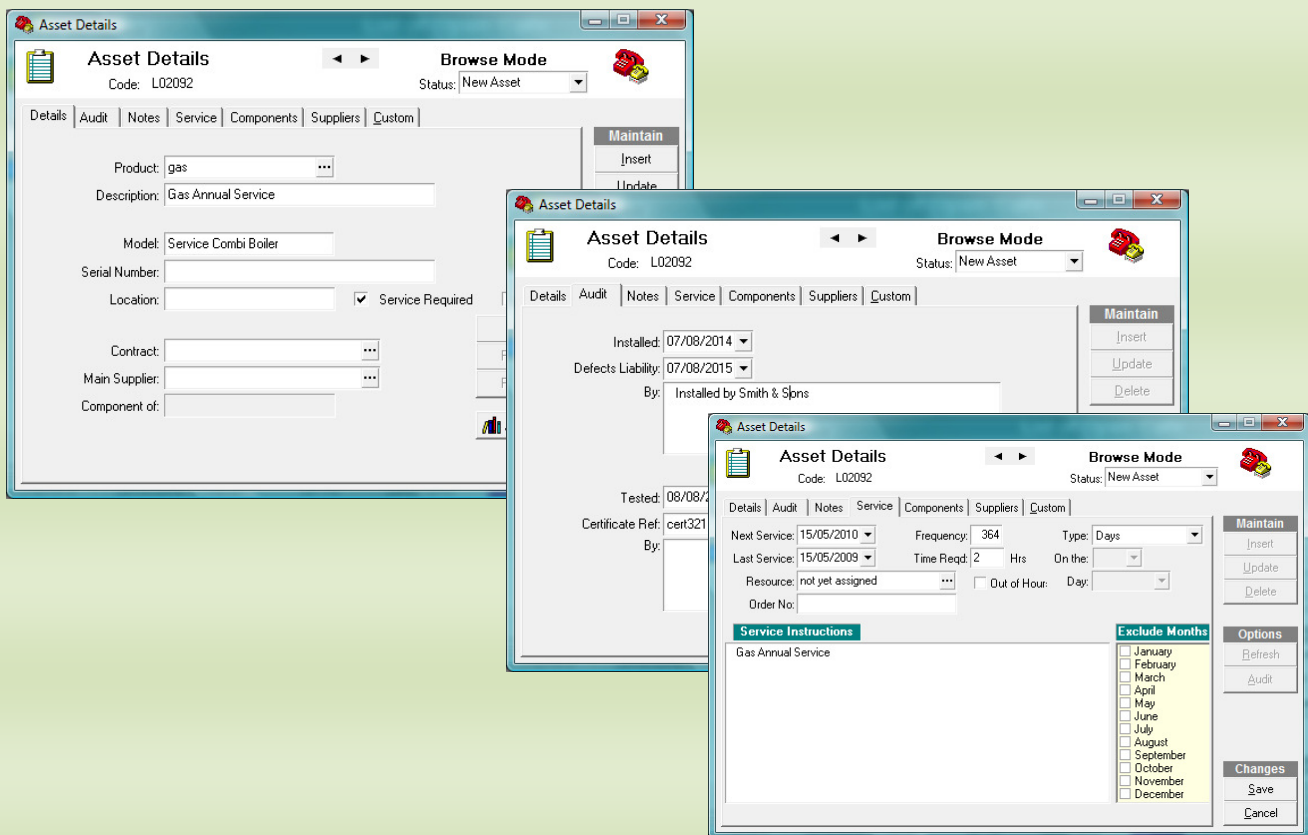 Asset Details
Asset Details
Browse Mode
Code: L02092
Status: New Asset
Details Audit Notes Service Components Suppliers Custom
Maintain
Product: gas ...
Insert
Description: Gas Annual Service
Update
Model: Service Combi Boiler
Serial Number:
Location:
Service Required
Contract: ...
Main Supplier: ...
Component of:
Asset Details
Asset Details
Browse Mode
Code: L02092
Status: New Asset
Details Audit Notes Service Components Suppliers Custom
Maintain
Installed: 07/08/2014
Insert
Defects Liability: 07/08/2015
Update
By: Installed by Smith & Sons
Delete
Tested: 08/08/2
Certificate Ref: cert321
By:
Asset Details
Asset Details
Browse Mode
Code: L02092
Status: New Asset
Details Audit Notes Service Components Suppliers Custom
Maintain
Next Service: 15/05/2010 Frequency: 364 Type: Days
Insert
Last Service: 15/05/2009 Time Reqd: 2 Hrs On the:
Update
Resource: not yet assigned ... Out of Hour: Day:
Delete
Order No:
Service Instructions
Exclude Months
Options
Gas Annual Service
January
Refresh
February
March
Audit
April
May
June
July
August
September
October
Changes
November
Save
December
Cancel